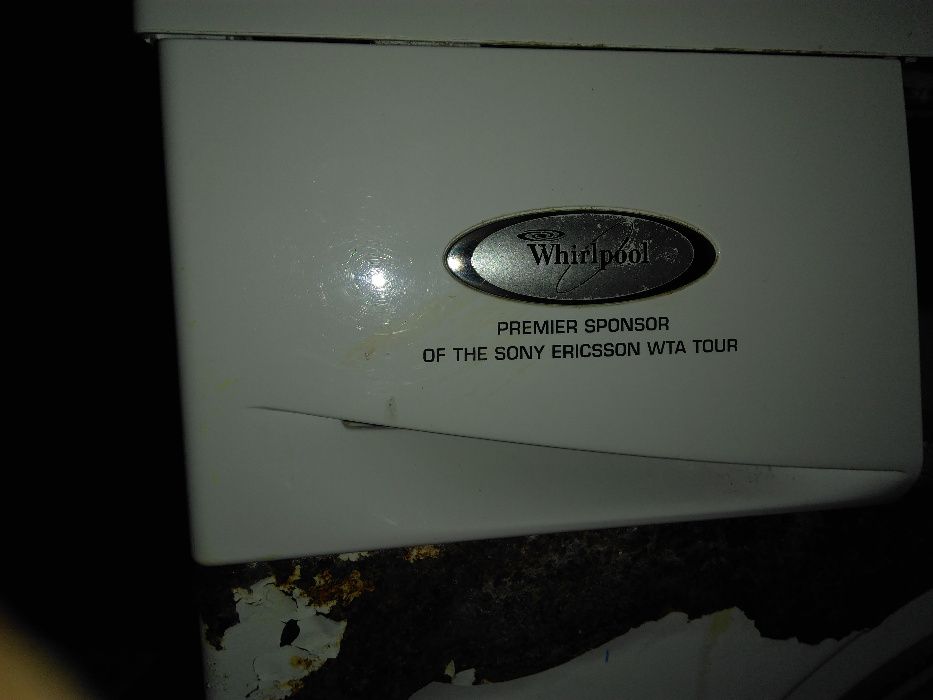 Whirlpool
PREMIER SPONSOR
OF THE SONY ERICSSON WTA TOUR